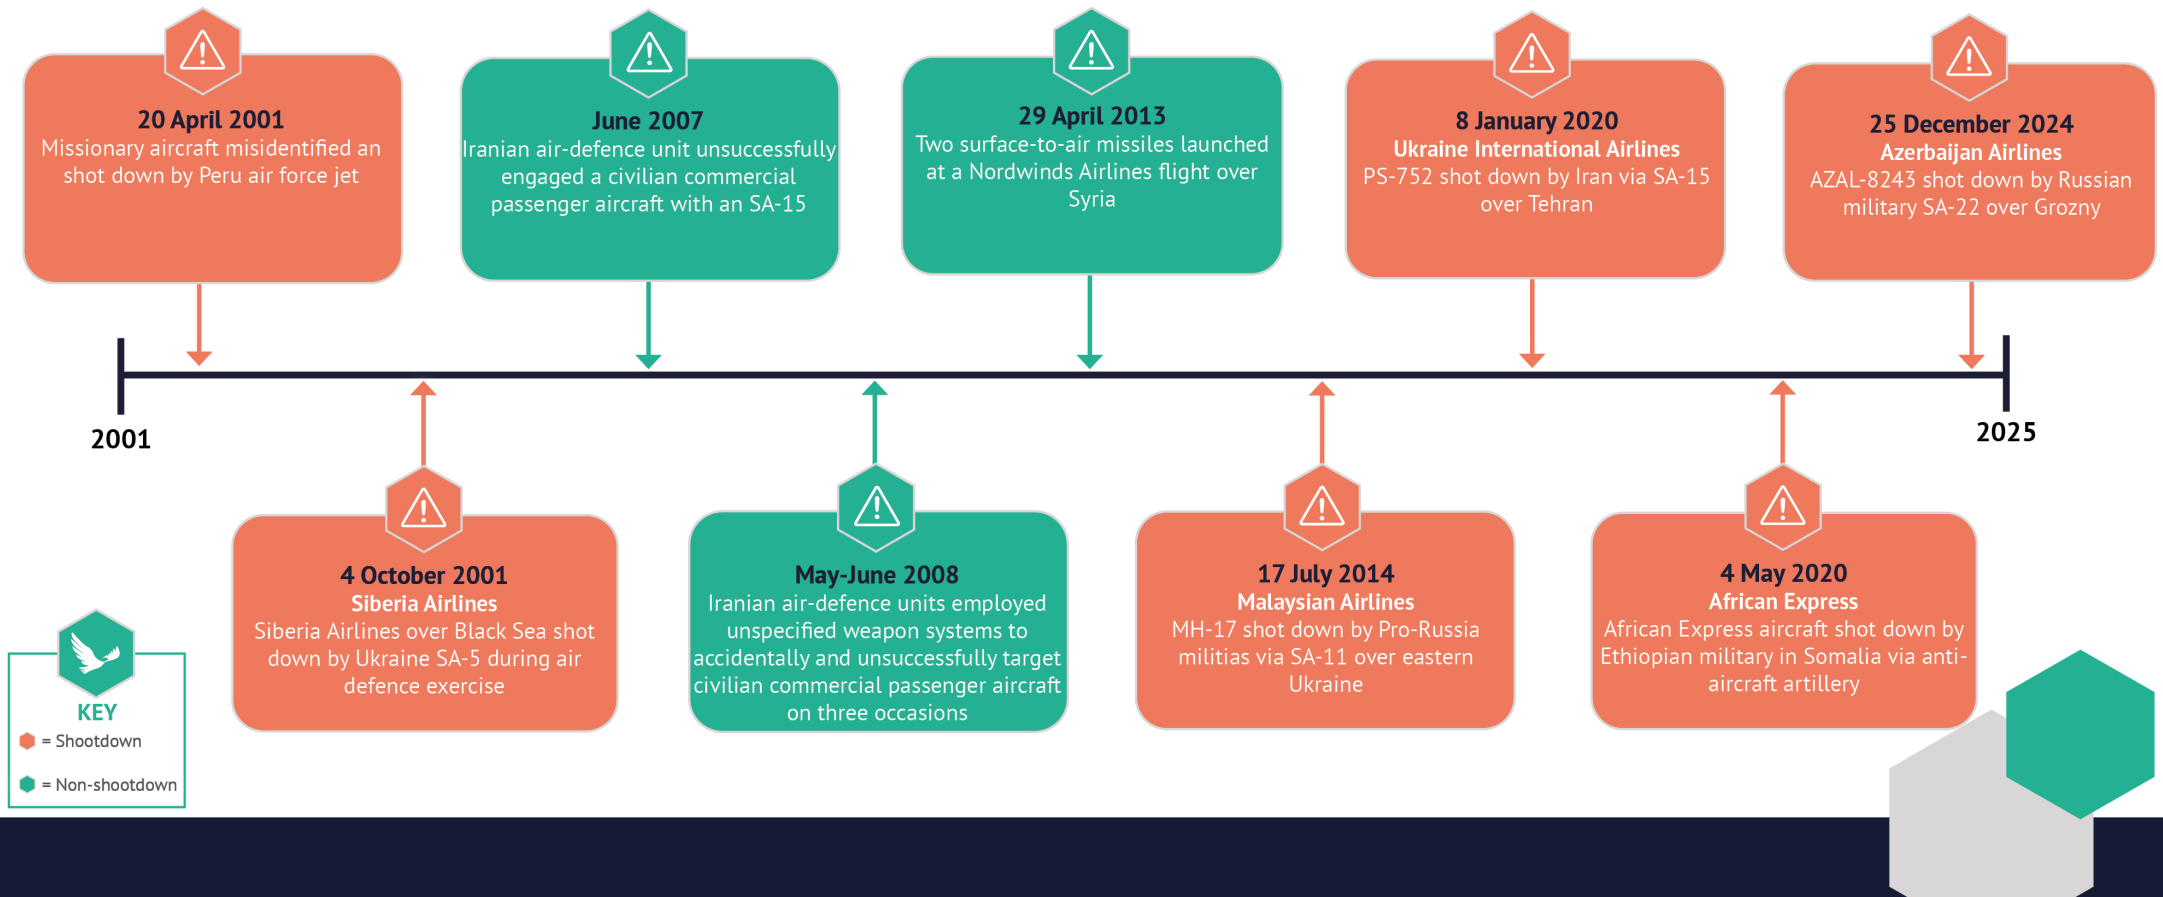 20 April 2001
Missionary aircraft misidentified an
shot down by Peru air force jet
June 2007
Iranian air-defence unit unsuccessfully
engaged a civilian commercial
passenger aircraft with an SA-15
29 April 2013
Two surface-to-air missiles launched
at a Nordwinds Airlines flight over
Syria
8 January 2020
Ukraine International Airlines
PS-752 shot down by Iran via SA-15
over Tehran
25 December 2024
Azerbaijan Airlines
AZAL-8243 shot down by Russian
military SA-22 over Grozny
2001
2025
4 October 2001
Siberia Airlines
Siberia Airlines over Black Sea shot
down by Ukraine SA-5 during air
defence exercise
May-June 2008
Iranian air-defence units employed
unspecified weapon systems to
accidentally and unsuccessfully target
civilian commercial passenger aircraft
on three occasions
17 July 2014
Malaysian Airlines
MH-17 shot down by Pro-Russia
militias via SA-11 over eastern
Ukraine
4 May 2020
African Express
African Express aircraft shot down by
Ethiopian military in Somalia via anti-
aircraft artillery
KEY
= Shootdown
= Non-shootdown